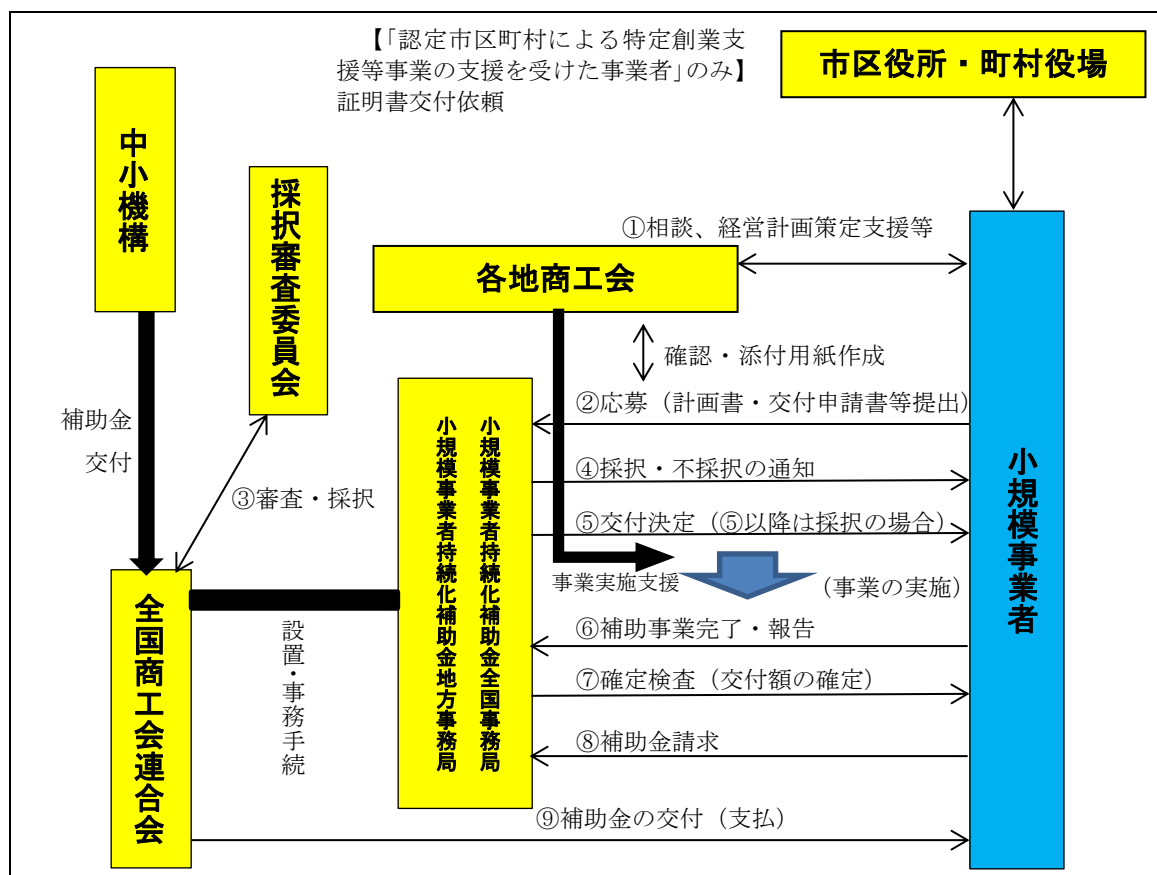 【「認定市区町村による特定創業支
援等事業の支援を受けた事業者」のみ】
証明書交付依頼
市区役所・町村役場
中小機構
採択審査委員会
①相談、経営計画策定支援等
各地商工会
確認・添付用紙作成
補助金
交付
②応募（計画書・交付申請書等提出）
③審査・採択
④採択・不採択の通知
⑤交付決定（⑤以降は採択の場合）
事業実施支援
（事業の実施）
小規模事業者持続化補助金全国事務局
小規模事業者持続化補助金地方事務局
小規模事業者
全国商工会連合会
設置・事務手続
⑥補助事業完了・報告
⑦確定検査（交付額の確定）
⑧補助金請求
⑨補助金の交付（支払）